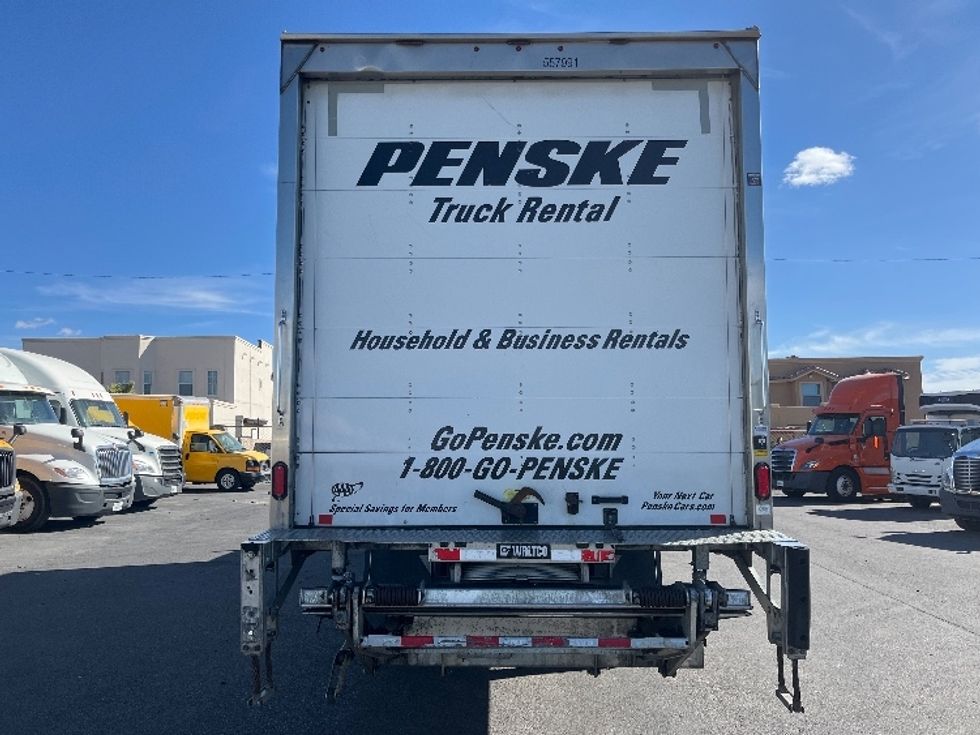 557091
PENSKE
Truck Rental
Household & Business Rentals
GoPenske.com
1-800-GO-PENSKE
AAA
Special Savings for Members
Your Next Car
PenskeCars.com
WALTCO